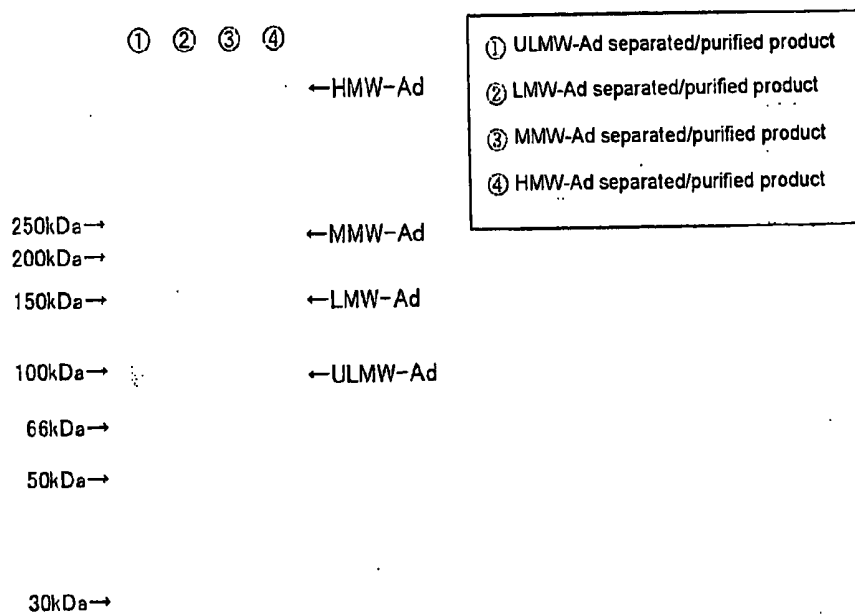 ① ② ③ ④
←HMW-Ad
250kDa→
←MMW-Ad
200kDa→
150kDa→
←LMW-Ad
100kDa→
←ULMW-Ad
66kDa→
50kDa→
30kDa→
① ULMW-Ad separated/purified product
② LMW-Ad separated/purified product
③ MMW-Ad separated/purified product
④ HMW-Ad separated/purified product